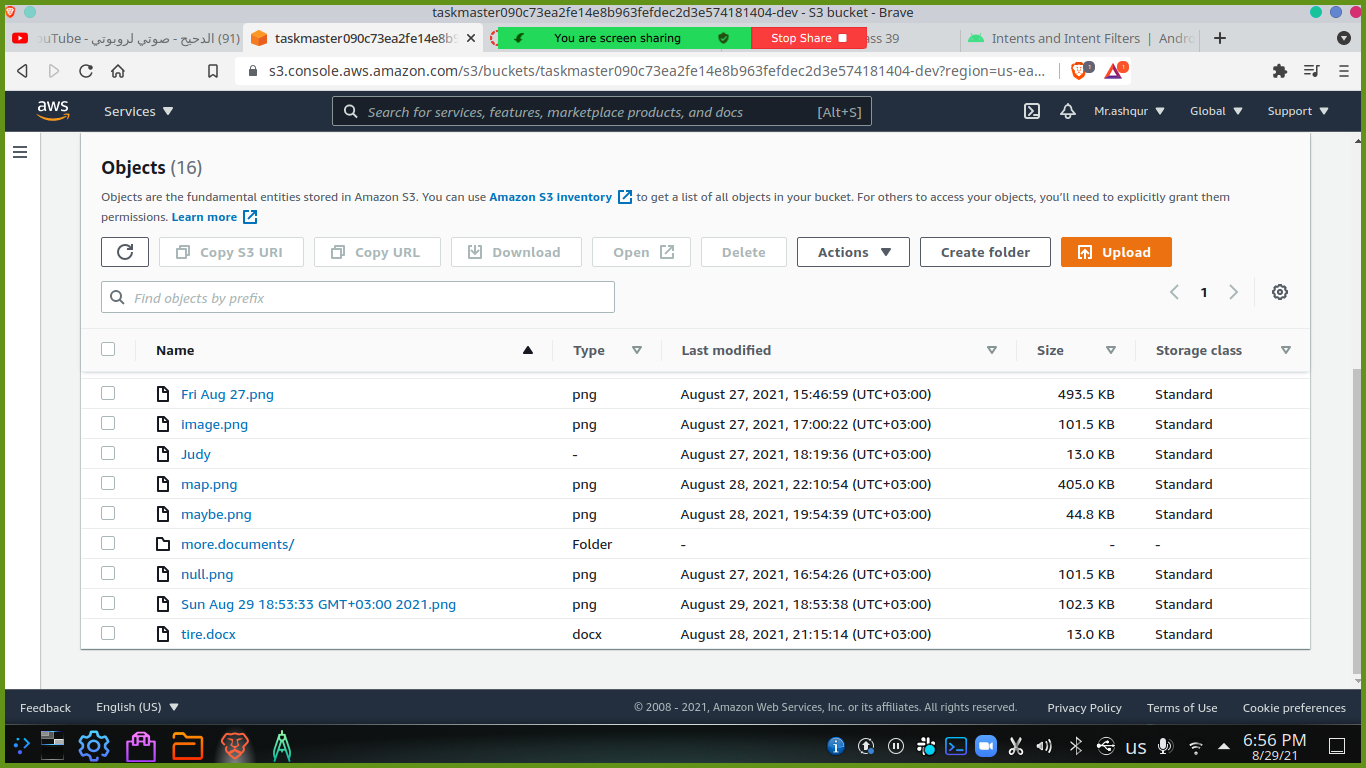 taskmaster090c73ea2fe14e8b963fefdec2d3e574181404-dev - S3 bucket - Brave
ouTube - الدحيح - صوتي لروبوتي (91)
taskmaster090c73ea2fe14e8b9
You are screen sharing
Stop Share
ss 39
Intents and Intent Filters | Andro
s3.console.aws.amazon.com/s3/buckets/taskmaster090c73ea2fe14e8b963fefdec2d3e574181404-dev?region=us-ea...
1
1
aws
Services
Search for services, features, marketplace products, and docs
[Alt+S]
Mr.ashqur
Global
Support
Objects (16)
Objects are the fundamental entities stored in Amazon S3. You can use Amazon S3 inventory to get a list of all objects in your bucket. For others to access your objects, you'll need to explicitly grant them
permissions. Learn more
Copy S3 URI
Copy URL
Download
Open
Delete
Actions
Create folder
Upload
Find objects by prefix
1
Name Type Last modified Size Storage class
Fri Aug 27.png png August 27, 2021, 15:46:59 (UTC+03:00) 493.5 KB Standard
image.png png August 27, 2021, 17:00:22 (UTC+03:00) 101.5 KB Standard
Judy - August 27, 2021, 18:19:36 (UTC+03:00) 13.0 KB Standard
map.png png August 28, 2021, 22:10:54 (UTC+03:00) 405.0 KB Standard
maybe.png png August 28, 2021, 19:54:39 (UTC+03:00) 44.8 KB Standard
more.documents/ Folder - - -
null.png png August 27, 2021, 16:54:26 (UTC+03:00) 101.5 KB Standard
Sun Aug 29 18:53:33 GMT+03:00 2021.png png August 29, 2021, 18:53:38 (UTC+03:00) 102.3 KB Standard
tire.docx docx August 28, 2021, 21:15:14 (UTC+03:00) 13.0 KB Standard
Feedback
English (US)
© 2008 - 2021, Amazon Web Services, Inc. or its affiliates. All rights reserved.
Privacy Policy
Terms of Use
Cookie preferences
us
6:56 PM
8/29/21